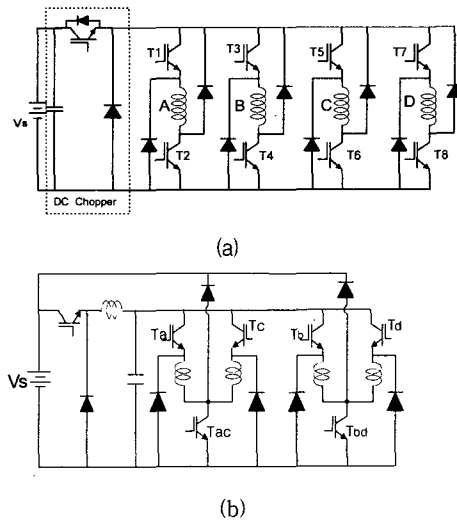 T1 T3 T5 T7
Vs A B C D
T2 T4 T6 T8
DC Chopper
(a)
Ta Tc Tb Td
Vs
Tac Tbd
(b)